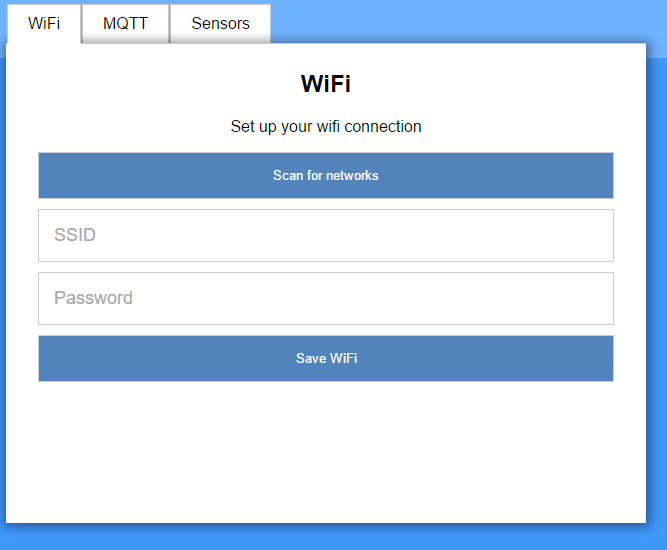 WiFi MQTT Sensors
WiFi
Set up your wifi connection
Scan for networks
SSID
Password
Save WiFi